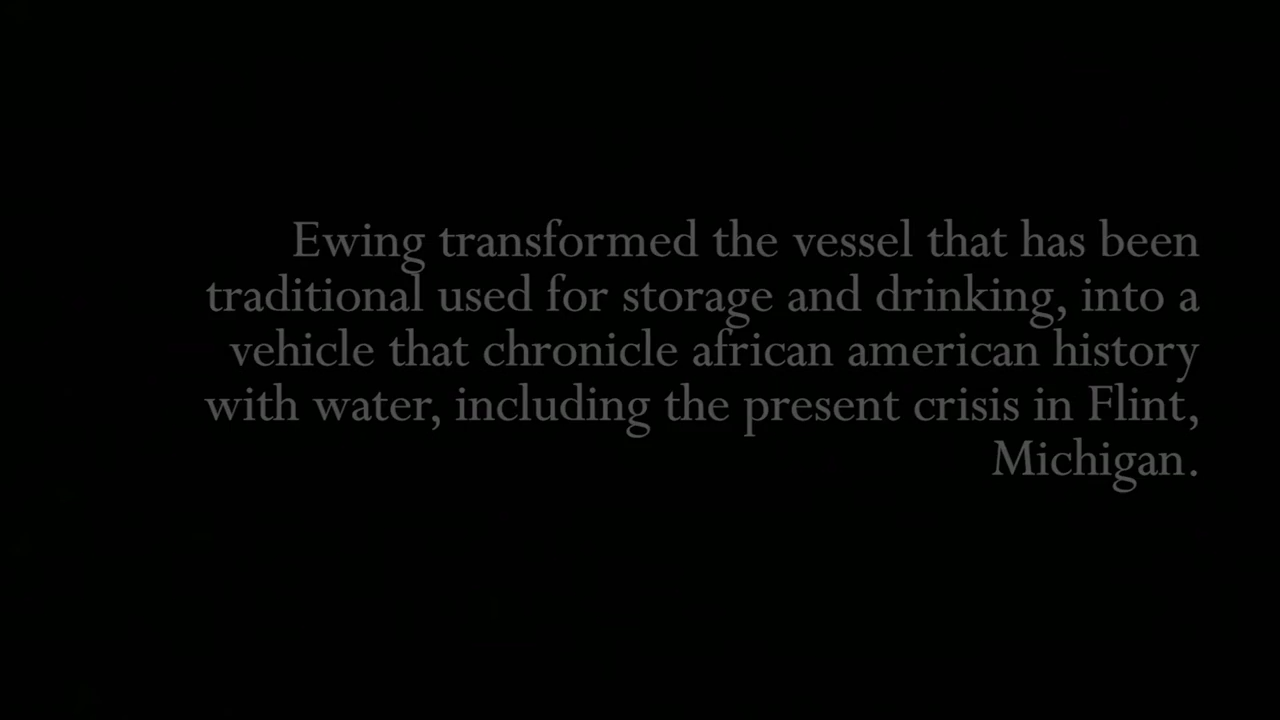 Ewing transformed the vessel that has been
traditional used for storage and drinking, into a
vehicle that chronicle african american history
with water, including the present crisis in Flint,
Michigan.